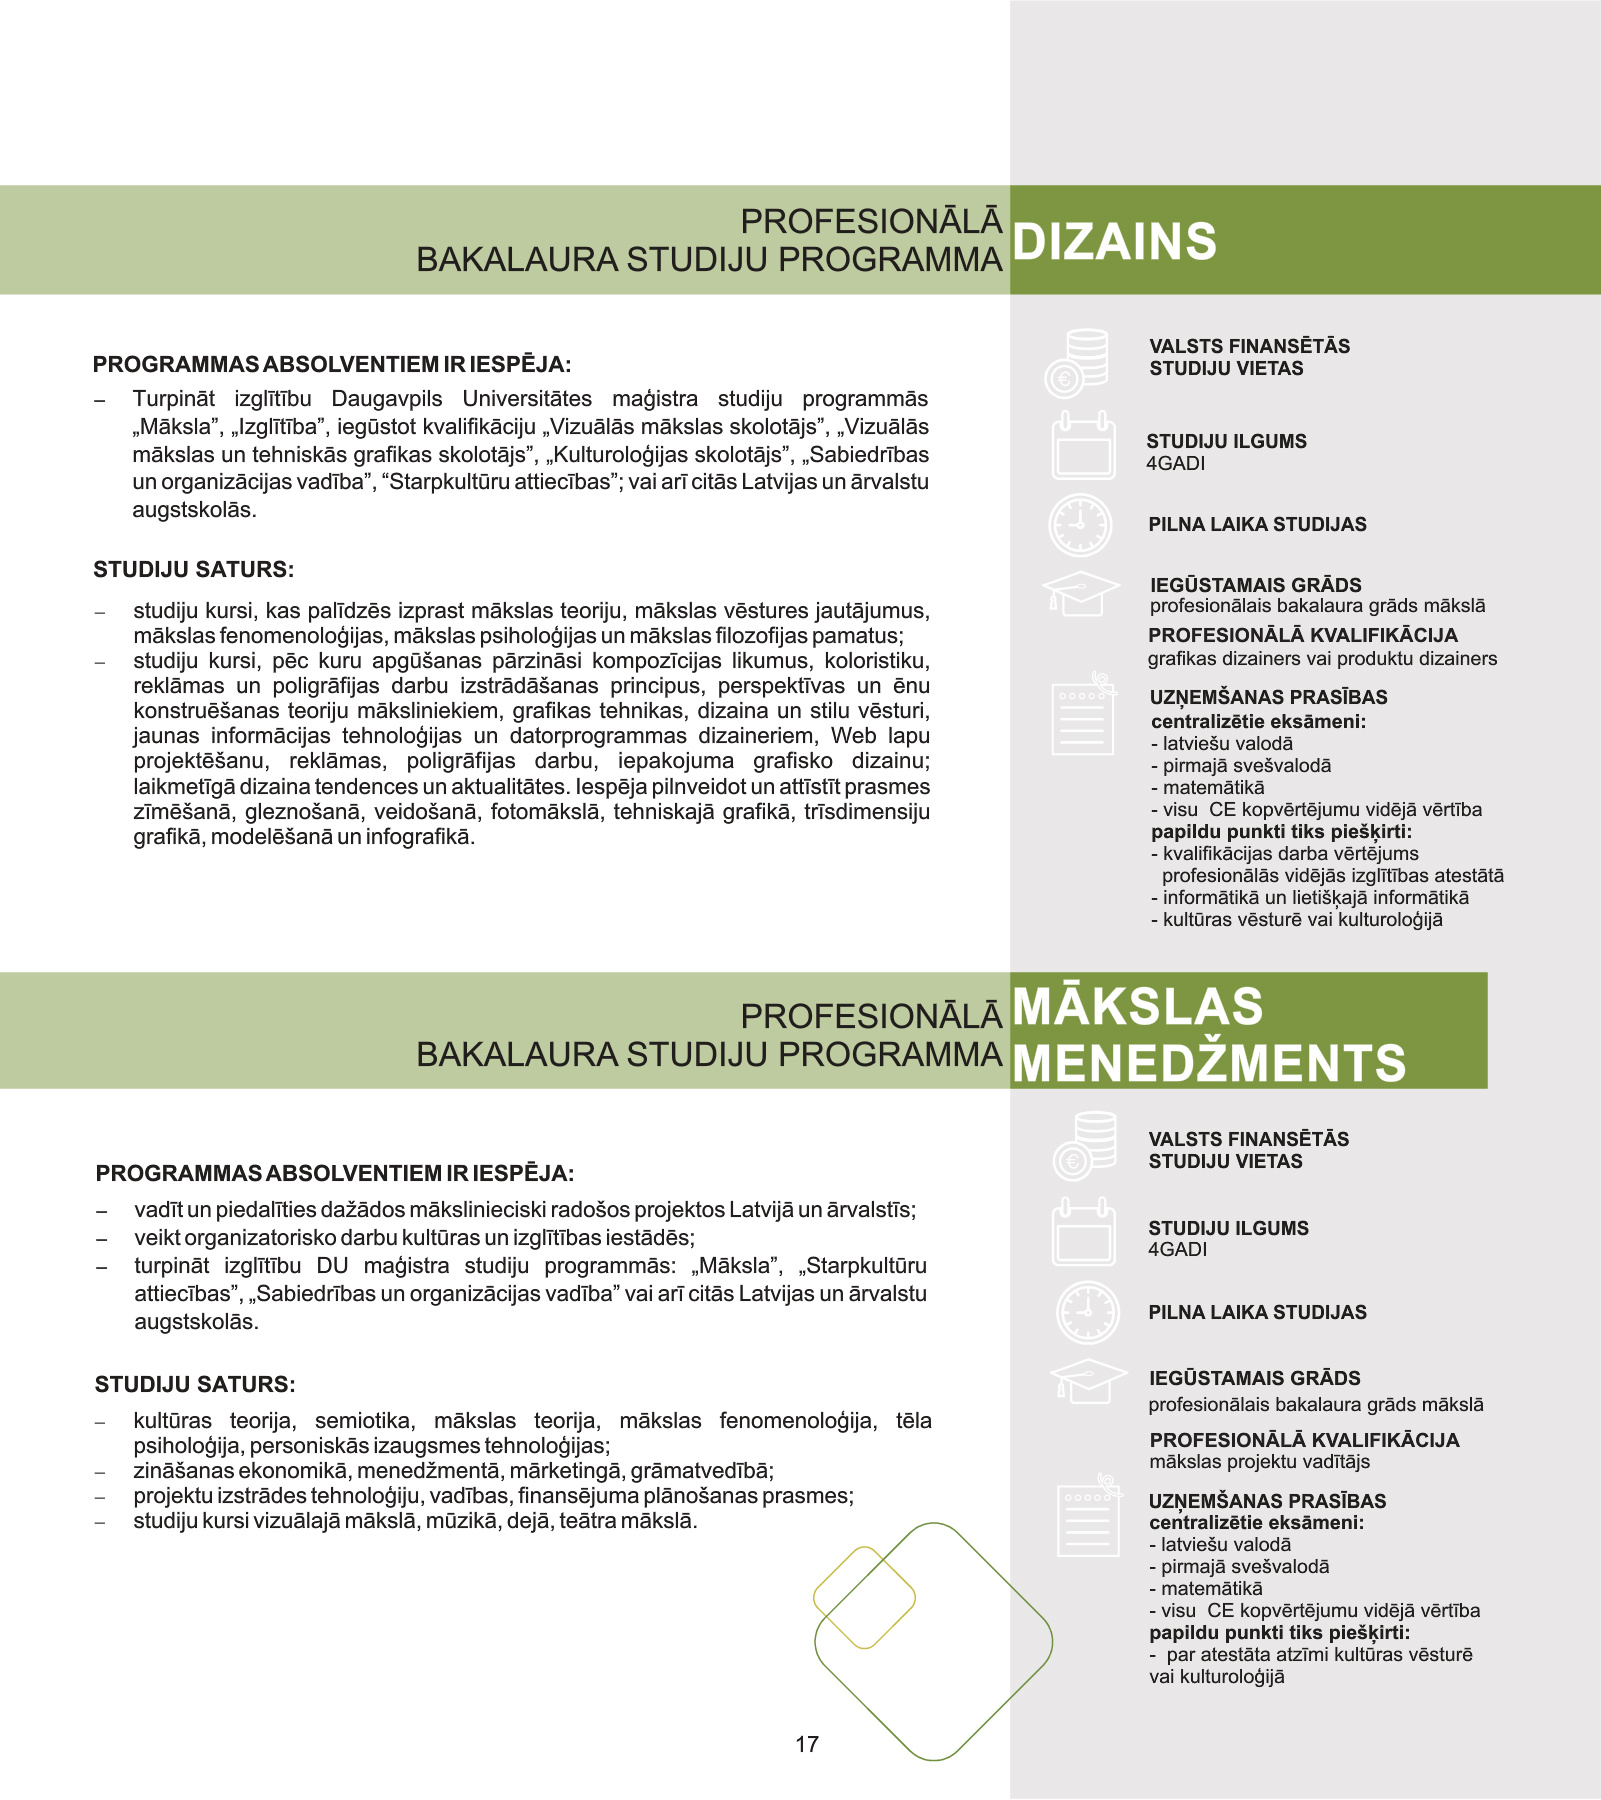 PROFESIONĀLĀ
BAKALAURA STUDIJU PROGRAMMA
DIZAINS
PROGRAMMAS ABSOLVENTIEM IR IESPĒJA:
– Turpināt izglītību Daugavpils Universitātes maģistra studiju programmās
„Māksla”, „Izglītība”, iegūstot kvalifikāciju „Vizuālās mākslas skolotājs”, „Vizuālās
mākslas un tehniskās grafikas skolotājs”, „Kulturoloģijas skolotājs”, „Sabiedrības
un organizācijas vadība”, “Starpkultūru attiecības”; vai arī citās Latvijas un ārvalstu
augstskolās.
STUDIJU SATURS:
– studiju kursi, kas palīdzēs izprast mākslas teoriju, mākslas vēstures jautājumus,
mākslas fenomenoloģijas, mākslas psiholoģijas un mākslas filozofijas pamatus;
– studiju kursi, pēc kuru apgūšanas pārzināsi kompozīcijas likumus, koloristiku,
reklāmas un poligrāfijas darbu izstrādāšanas principus, perspektīvas un ēnu
konstruēšanas teoriju māksliniekiem, grafikas tehnikas, dizaina un stilu vēsturi,
jaunas informācijas tehnoloģijas un datorprogrammas dizaineriem, Web lapu
projektēšanu, reklāmas, poligrāfijas darbu, iepakojuma grafisko dizainu;
laikmetīgā dizaina tendences un aktualitātes. Iespēja pilnveidot un attīstīt prasmes
zīmēšanā, gleznošanā, veidošanā, fotomākslā, tehniskajā grafikā, trīsdimensiju
grafikā, modelēšanā un infografikā.
VALSTS FINANSĒTĀS
STUDIJU VIETAS
STUDIJU ILGUMS
4GADI
PILNA LAIKA STUDIJAS
IEGŪSTAMAIS GRĀDS
profesionālais bakalaura grāds mākslā
PROFESIONĀLĀ KVALIFIKĀCIJA
grafikas dizainers vai produktu dizainers
UZŅEMŠANAS PRASĪBAS
centralizētie eksāmeni:
- latviešu valodā
- pirmajā svešvalodā
- matemātikā
- visu CE kopvērtējumu vidējā vērtība
papildu punkti tiks piešķirti:
- kvalifikācijas darba vērtējums
profesionālās vidējās izglītības atestātā
- informātikā un lietišķajā informātikā
- kultūras vēsturē vai kulturoloģijā
PROFESIONĀLĀ
BAKALAURA STUDIJU PROGRAMMA
MĀKSLAS
MENEDŽMENTS
PROGRAMMAS ABSOLVENTIEM IR IESPĒJA:
– vadīt un piedalīties dažādos mākslinieciski radošos projektos Latvijā un ārvalstīs;
– veikt organizatorisko darbu kultūras un izglītības iestādēs;
– turpināt izglītību DU maģistra studiju programmās: „Māksla”, „Starpkultūru
attiecības”, „Sabiedrības un organizācijas vadība” vai arī citās Latvijas un ārvalstu
augstskolās.
STUDIJU SATURS:
– kultūras teorija, semiotika, mākslas teorija, mākslas fenomenoloģija, tēla
psiholoģija, personiskās izaugsmes tehnoloģijas;
– zināšanas ekonomikā, menedžmentā, mārketingā, grāmatvedībā;
– projektu izstrādes tehnoloģiju, vadības, finansējuma plānošanas prasmes;
– studiju kursi vizuālajā mākslā, mūzikā, dejā, teātra mākslā.
VALSTS FINANSĒTĀS
STUDIJU VIETAS
STUDIJU ILGUMS
4GADI
PILNA LAIKA STUDIJAS
IEGŪSTAMAIS GRĀDS
profesionālais bakalaura grāds mākslā
PROFESIONĀLĀ KVALIFIKĀCIJA
mākslas projektu vadītājs
UZŅEMŠANAS PRASĪBAS
centralizētie eksāmeni:
- latviešu valodā
- pirmajā svešvalodā
- matemātikā
- visu CE kopvērtējumu vidējā vērtība
papildu punkti tiks piešķirti:
- par atestāta atzīmi kultūras vēsturē
vai kulturoloģijā
17